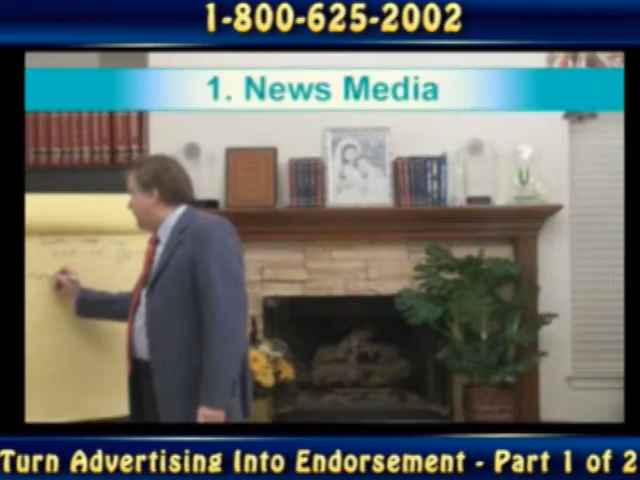 1-800-625-2002
1. News Media
Turn Advertising Into Endorsement - Part 1 of 2